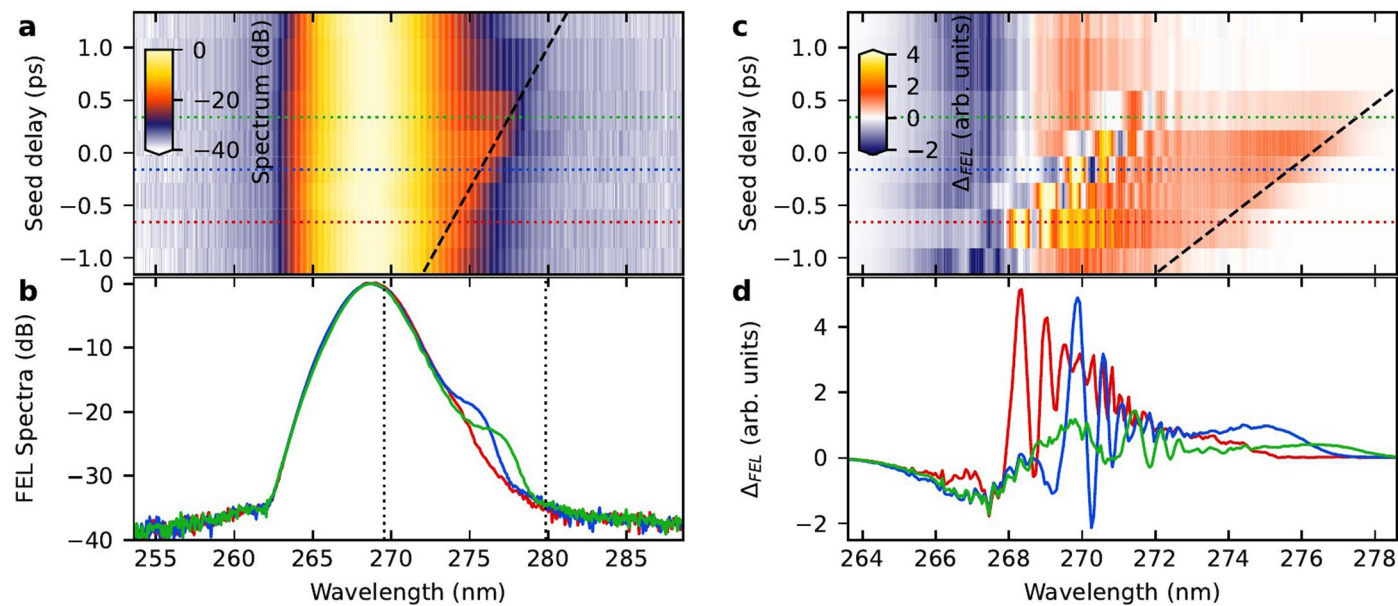 a
Seed delay (ps)
1.0
0.5
0.0
−0.5
−1.0
0
−20
−40
Spectrum (dB)
c
Seed delay (ps)
1.0
0.5
0.0
−0.5
−1.0
4
2
0
−2
Δ_FEL (arb. units)
b
FEL Spectra (dB)
0
−10
−20
−30
−40
255 260 265 270 275 280 285
Wavelength (nm)
d
Δ_FEL (arb. units)
4
2
0
−2
264 266 268 270 272 274 276 278
Wavelength (nm)